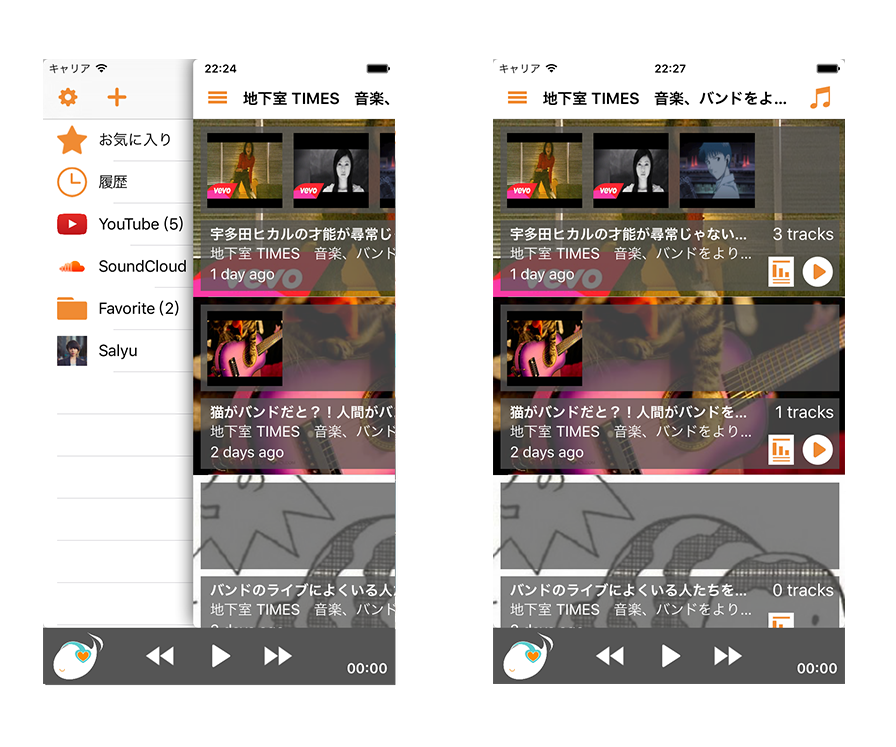 キャリア
22:24
地下室 TIMES 音楽、
お気に入り
履歴
YouTube (5)
SoundCloud
Favorite (2)
Salyu
vevo
vevo
宇多田ヒカルの才能が尋常じ
地下室 TIMES 音楽、バンド
1 day ago
vevo
猫がバンドだと？！人間がバン
地下室 TIMES 音楽、バンド
2 days ago
バンドのライブによくいる人
地下室 TIMES 音楽、バンド
00:00
キャリア
22:27
地下室 TIMES 音楽、バンドをよ...
vevo
vevo
宇多田ヒカルの才能が尋常じゃない...
3 tracks
地下室 TIMES 音楽、バンドをより...
1 day ago
vevo
猫がバンドだと？！人間がバンドを...
1 tracks
地下室 TIMES 音楽、バンドをより...
2 days ago
バンドのライブによくいる人たちを...
0 tracks
地下室 TIMES 音楽、バンドをより...
00:00